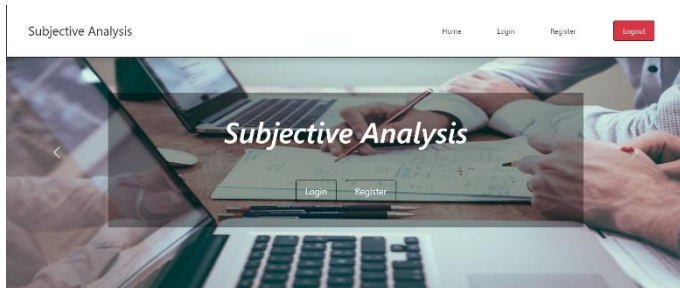 Subjective Analysis
Home Login Register Logout
Subjective Analysis
Login Register